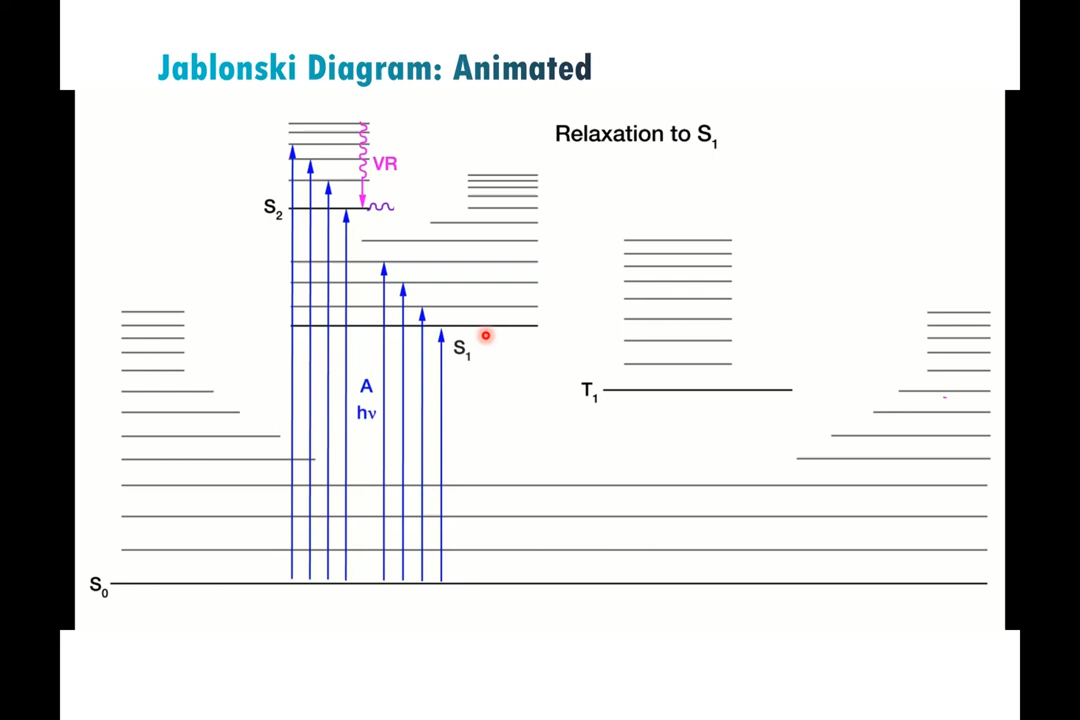 Jablonski Diagram: Animated
Relaxation to S₁
VR
S₂
S₁
A
hν
T₁
S₀